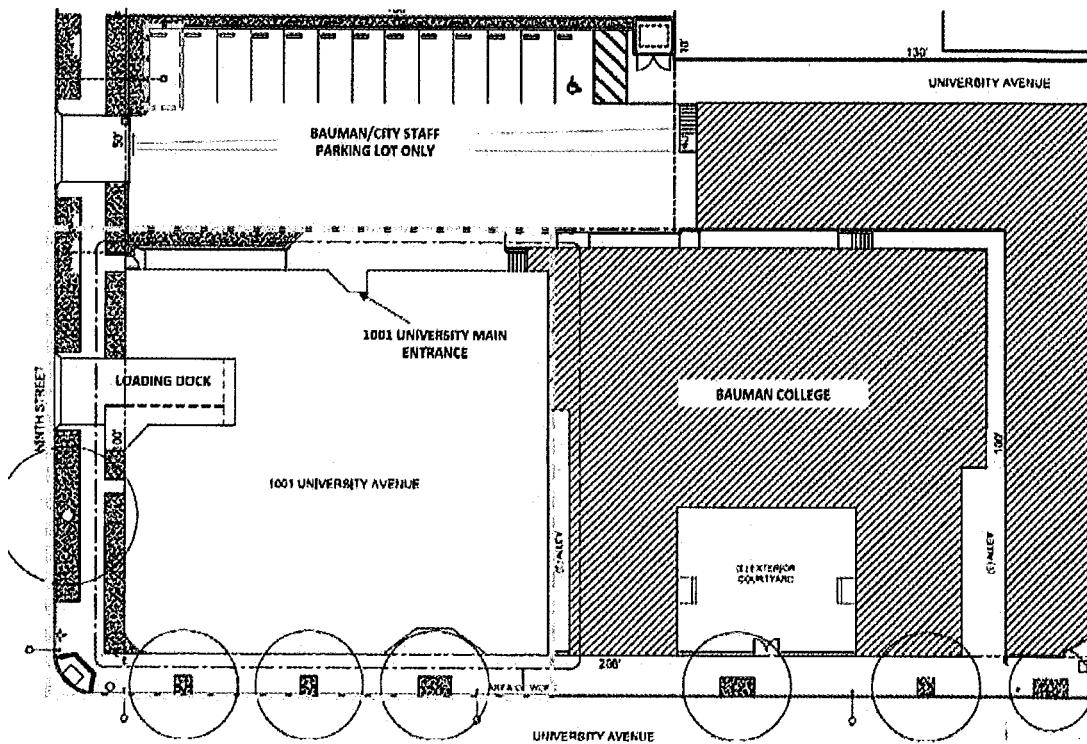 130'
UNIVERSITY AVENUE
BAUMAN/CITY STAFF
PARKING LOT ONLY
50'
1001 UNIVERSITY MAIN
ENTRANCE
LOADING DOCK
BAUMAN COLLEGE
NINTH STREET
100'
100'
1001 UNIVERSITY AVENUE
(E) ALLEY
(E) EXTERIOR
COURTYARD
(E) ALLEY
200'
UNIVERSITY AVENUE